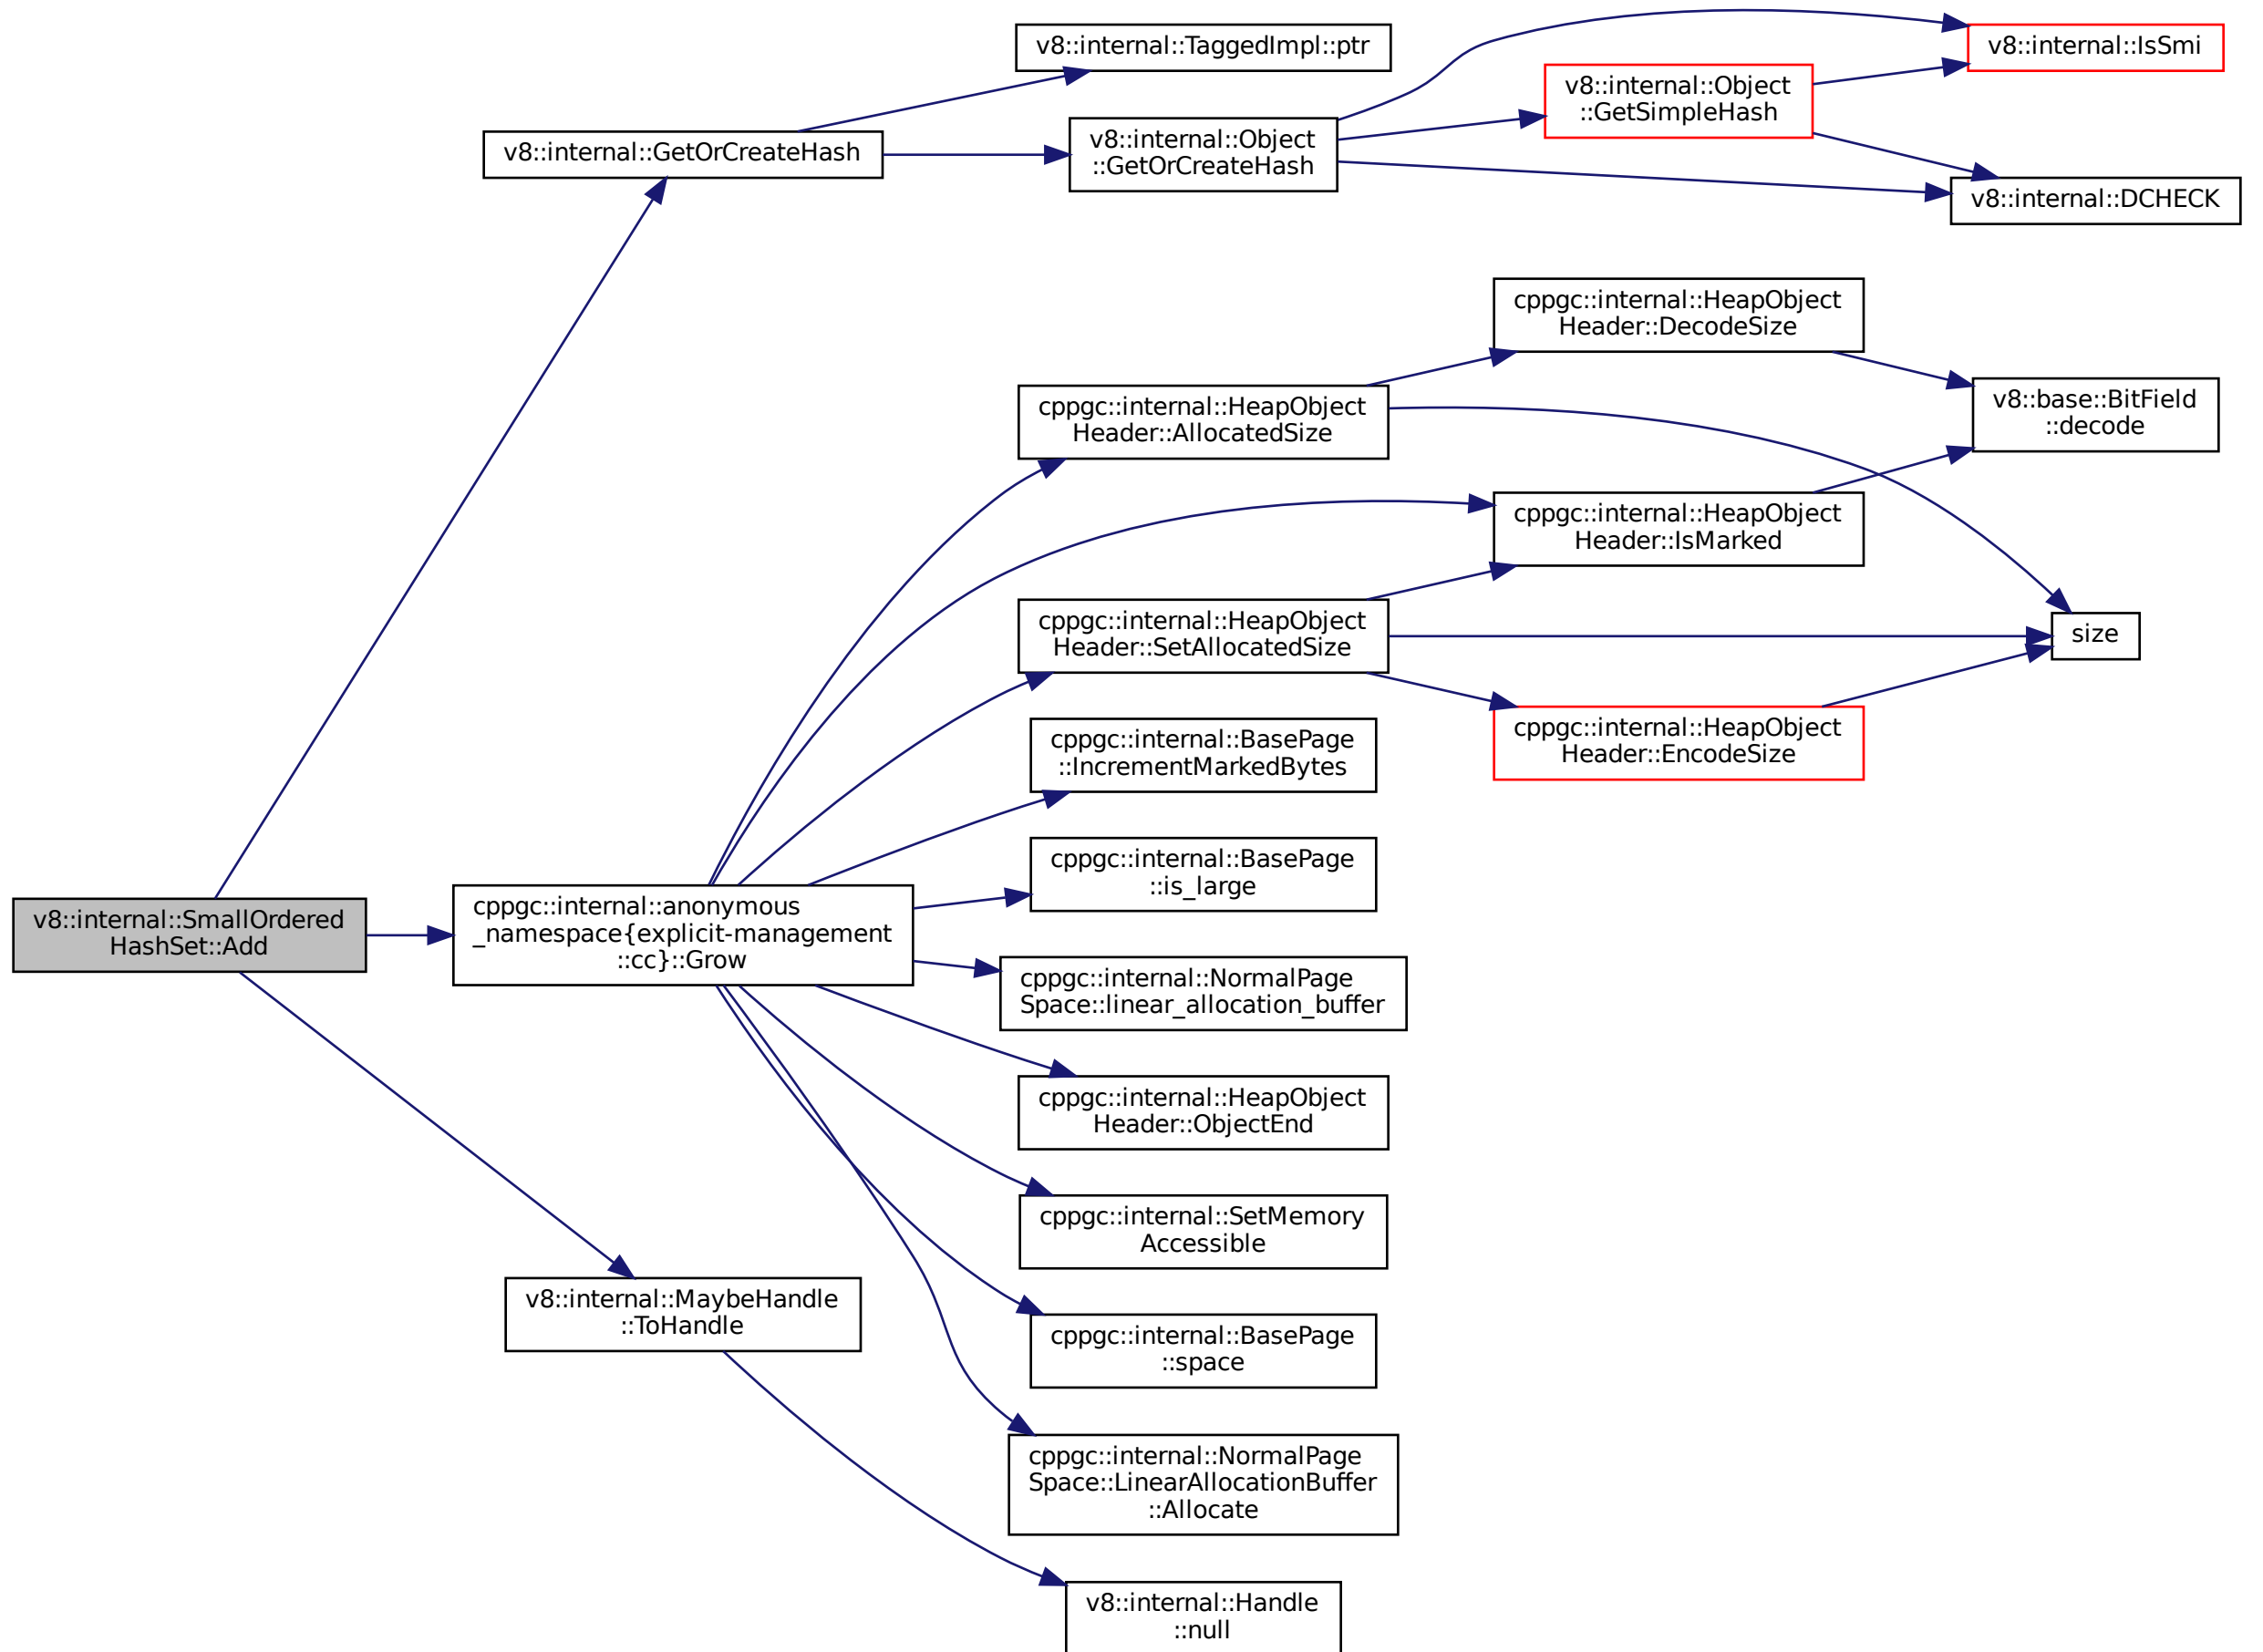 v8::internal::TaggedImpl::ptr
v8::internal::IsSmi
v8::internal::Object
::GetSimpleHash
v8::internal::GetOrCreateHash
v8::internal::Object
::GetOrCreateHash
v8::internal::DCHECK
cppgc::internal::HeapObject
Header::DecodeSize
cppgc::internal::HeapObject
Header::AllocatedSize
v8::base::BitField
::decode
cppgc::internal::HeapObject
Header::IsMarked
cppgc::internal::HeapObject
Header::SetAllocatedSize
size
cppgc::internal::BasePage
::IncrementMarkedBytes
cppgc::internal::HeapObject
Header::EncodeSize
cppgc::internal::BasePage
::is_large
v8::internal::SmallOrdered
HashSet::Add
cppgc::internal::anonymous
_namespace{explicit-management
::cc}::Grow
cppgc::internal::NormalPage
Space::linear_allocation_buffer
cppgc::internal::HeapObject
Header::ObjectEnd
cppgc::internal::SetMemory
Accessible
v8::internal::MaybeHandle
::ToHandle
cppgc::internal::BasePage
::space
cppgc::internal::NormalPage
Space::LinearAllocationBuffer
::Allocate
v8::internal::Handle
::null